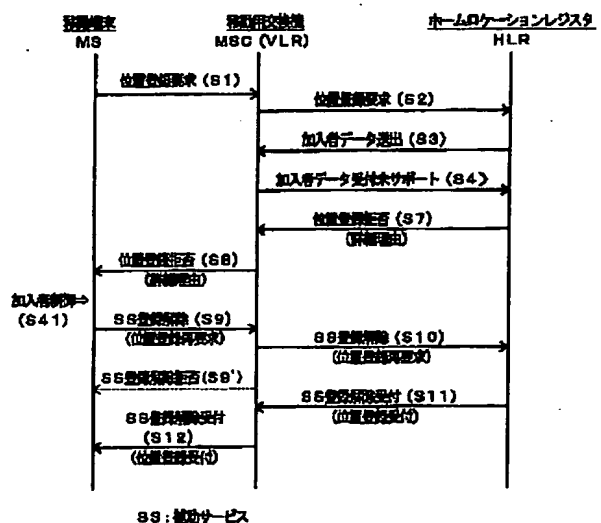 移動端末
MS
移動用交換機
MSC (VLR)
ホームロケーションレジスタ
HLR
位置登録要求 (S1)
位置登録要求 (S2)
加入者データ送出 (S3)
加入者データ受付未サポート (S4)
位置登録拒否 (S7)
(詳細理由)
位置登録拒否 (S8)
(詳細理由)
加入者制御⇒
(S41)
SS登録解除 (S9)
(位置登録再要求)
SS登録解除 (S10)
(位置登録再要求)
SS登録解除拒否(S9')
SS登録解除受付 (S11)
(位置登録受付)
SS登録解除受付
(S12)
(位置登録受付)
SS:補助サービス